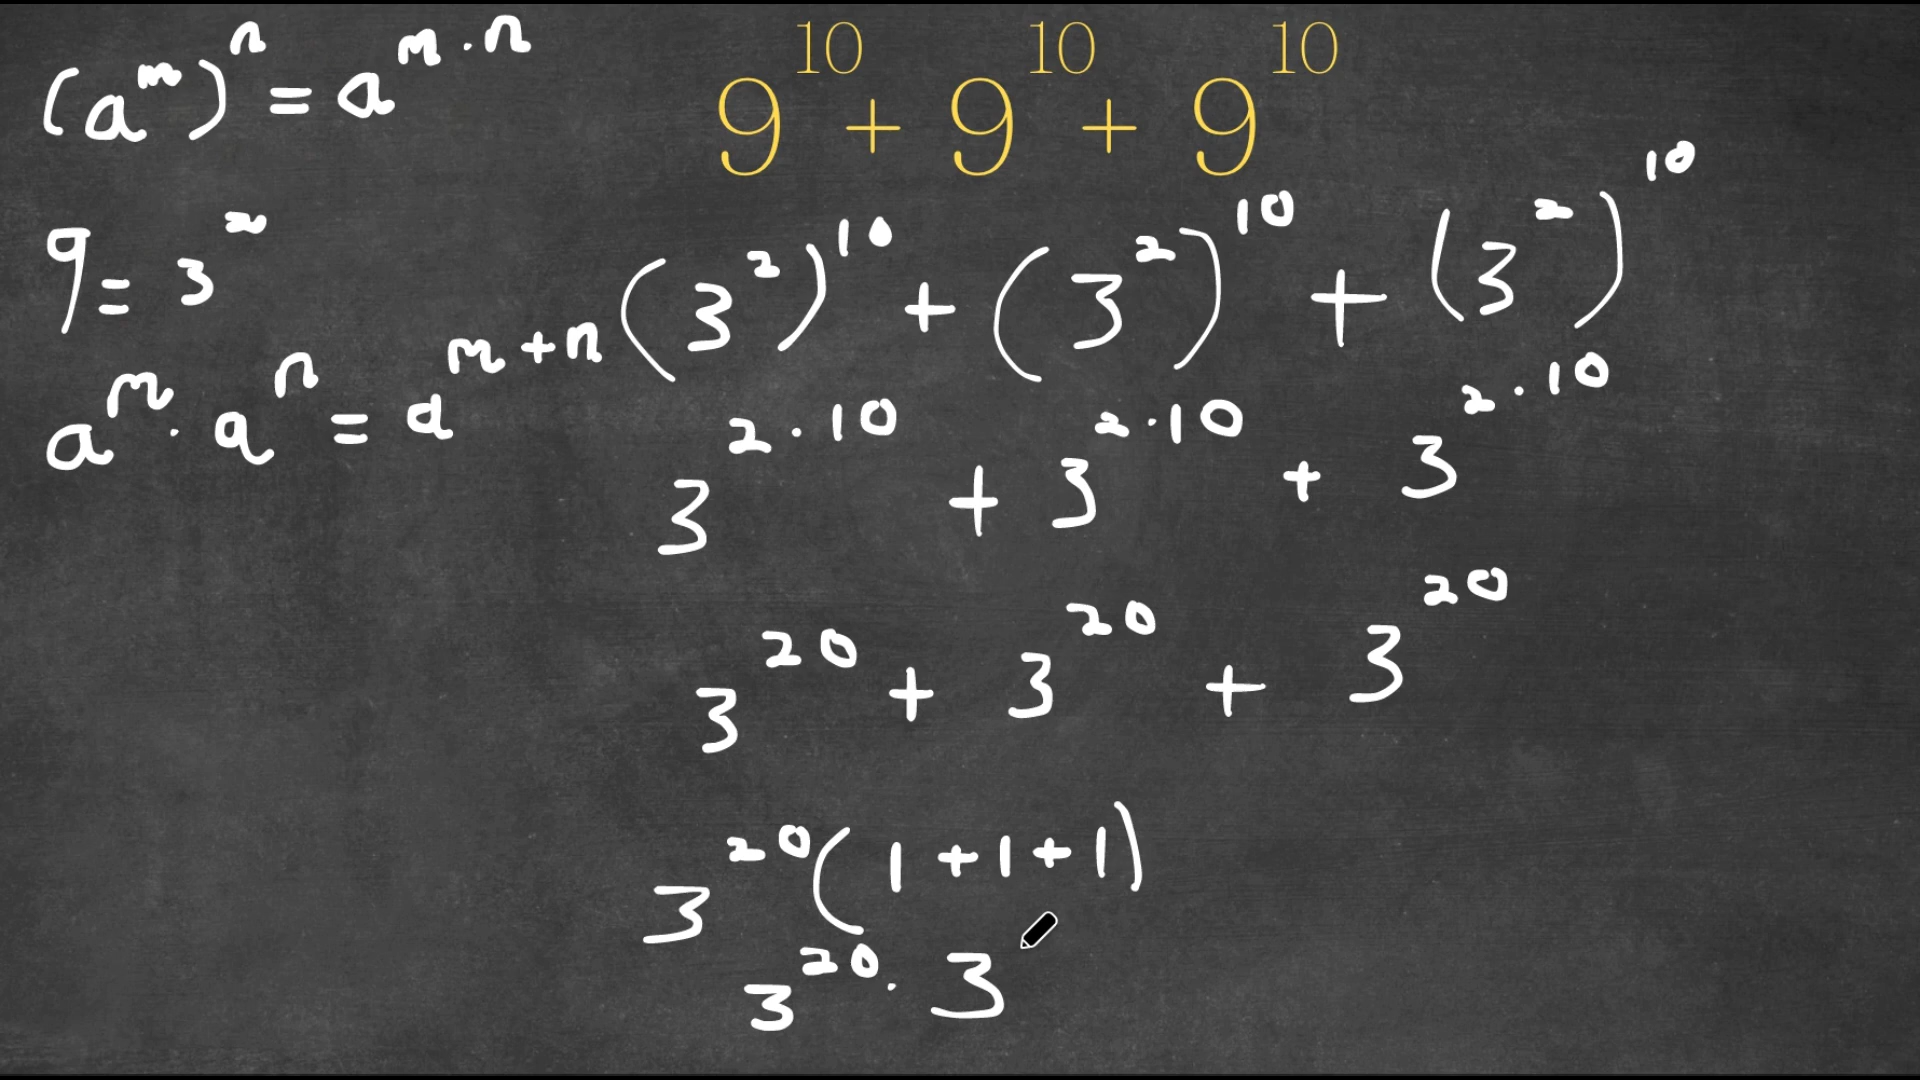 (a^m)^n = a^{m·n}
9 = 3^2
a^m · a^n = a^{m+n}
9^{10} + 9^{10} + 9^{10}
(3^2)^{10} + (3^2)^{10} + (3^2)^{10}
3^{2·10} + 3^{2·10} + 3^{2·10}
3^{20} + 3^{20} + 3^{20}
3^{20}(1+1+1)
3^{20} · 3